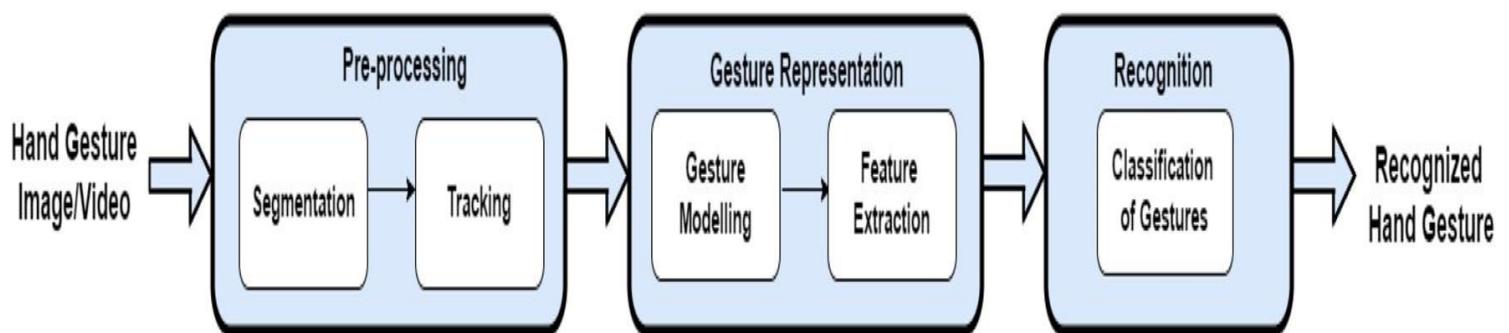 Hand Gesture
Image/Video
Pre-processing
Segmentation
Tracking
Gesture Representation
Gesture
Modelling
Feature
Extraction
Recognition
Classification
of Gestures
Recognized
Hand Gesture